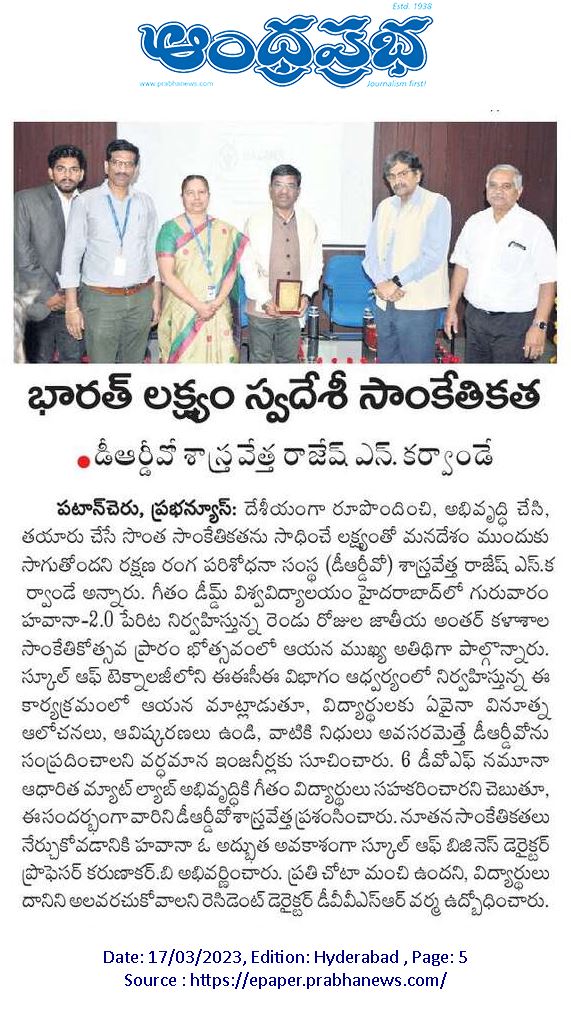 Estd. 1938
ఆంధ్రప్రభ
www.prabhanews.com
Journalism first!
భారత్ లక్ష్యం స్వదేశీ సాంకేతికత
• డీఆర్డీవో శాస్త్రవేత్త రాజేష్ ఎస్. కర్వాండే
పటాన్‌చెరు, ప్రభన్యూస్: దేశీయంగా రూపొందించి, అభివృద్ధి చేసి,
తయారు చేసే సొంత సాంకేతికతను సాధించే లక్ష్యంతో మనదేశం ముందుకు
సాగుతోందని రక్షణ రంగ పరిశోధనా సంస్థ (డీఆర్డీవో) శాస్త్రవేత్త రాజేష్ ఎస్.క
ర్వాండే అన్నారు. గీతం డీమ్డ్ విశ్వవిద్యాలయం హైదరాబాద్‌లో గురువారం
హవానా-2.0 పేరిట నిర్వహిస్తున్న రెండు రోజుల జాతీయ అంతర్ కళాశాల
సాంకేతికోత్సవ ప్రారం భోత్సవంలో ఆయన ముఖ్య అతిథిగా పాల్గొన్నారు.
స్కూల్ ఆఫ్ టెక్నాలజీలోని ఈఈసీఈ విభాగం ఆధ్వర్యంలో నిర్వహిస్తున్న ఈ
కార్యక్రమంలో ఆయన మాట్లాడుతూ, విద్యార్థులకు ఏవైనా వినూత్న
ఆలోచనలు, ఆవిష్కరణలు ఉండి, వాటికి నిధులు అవసరమైతే డీఆర్డీవోను
సంప్రదించాలని వర్ధమాన ఇంజనీర్లకు సూచించారు. 6 డీవోఎఫ్ నమూనా
ఆధారిత మ్యాట్ ల్యాబ్ అభివృద్ధికి గీతం విద్యార్థులు సహకరించారని చెబుతూ,
ఈ సందర్భంగా వారిని డీఆర్డీవో శాస్త్రవేత్త ప్రశంసించారు. నూతన సాంకేతికతలు
నేర్చుకోవడానికి హవానా ఓ అద్భుత అవకాశంగా స్కూల్ ఆఫ్ బిజినెస్ డైరెక్టర్
ప్రొఫెసర్ కరుణాకర్.బి అభివర్ణించారు. ప్రతి చోటా మంచి ఉందని, విద్యార్థులు
దానిని అలవరచుకోవాలని రెసిడెంట్ డైరెక్టర్ డీవీవీఎస్ఆర్ వర్మ ఉద్బోధించారు.
Date: 17/03/2023, Edition: Hyderabad , Page: 5
Source : https://epaper.prabhanews.com/